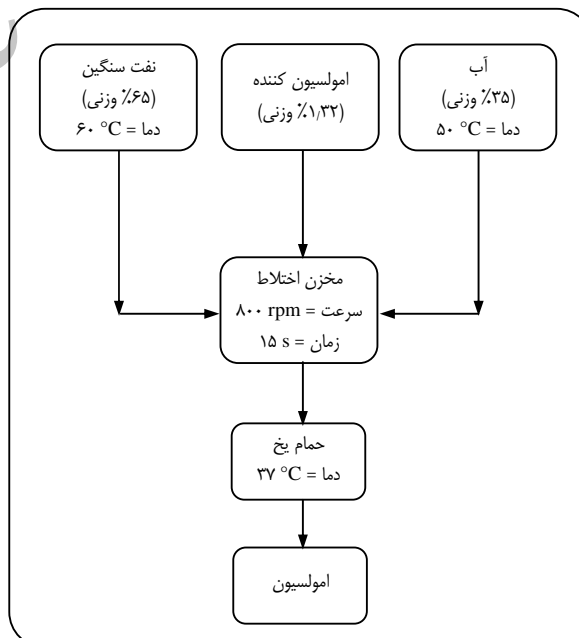 آب
(۳۵٪ وزنی)
دما = ۵۰ °C
امولسیون کننده
(۱٫۳۲٪ وزنی)
نفت سنگین
(۶۵٪ وزنی)
دما = ۶۰ °C
مخزن اختلاط
سرعت = ۸۰۰ rpm
زمان = ۱۵ s
حمام یخ
دما = ۳۷ °C
امولسیون